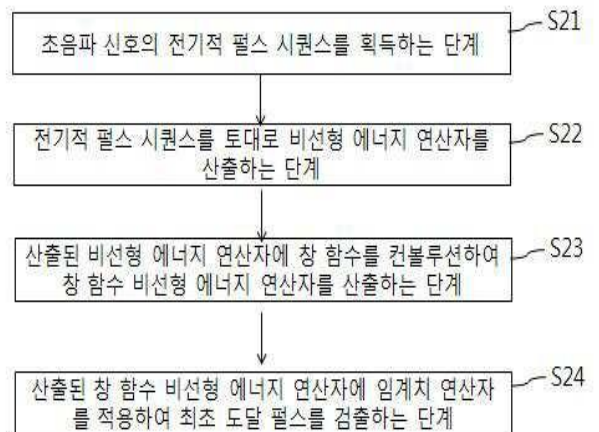 초음파 신호의 전기적 펄스 시퀀스를 획득하는 단계
S21
전기적 펄스 시퀀스를 토대로 비선형 에너지 연산자를
산출하는 단계
S22
산출된 비선형 에너지 연산자에 창 함수를 컨볼루션하여
창 함수 비선형 에너지 연산자를 산출하는 단계
S23
산출된 창 함수 비선형 에너지 연산자에 임계치 연산자
를 적용하여 최초 도달 펄스를 검출하는 단계
S24